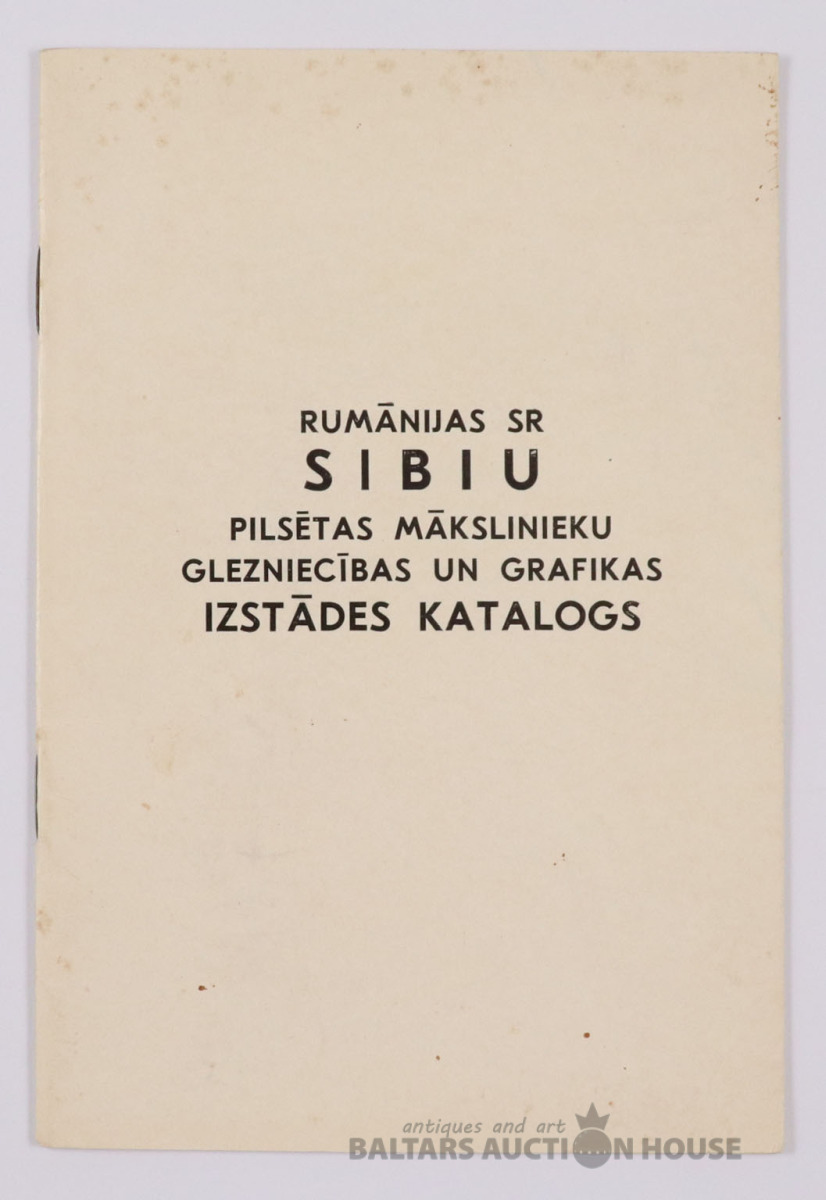 RUMĀNIJAS SR
SIBIU
PILSĒTAS MĀKSLINIEKU
GLEZNIECĪBAS UN GRAFIKAS
IZSTĀDES KATALOGS
antiques and art
BALTARS AUCTION HOUSE